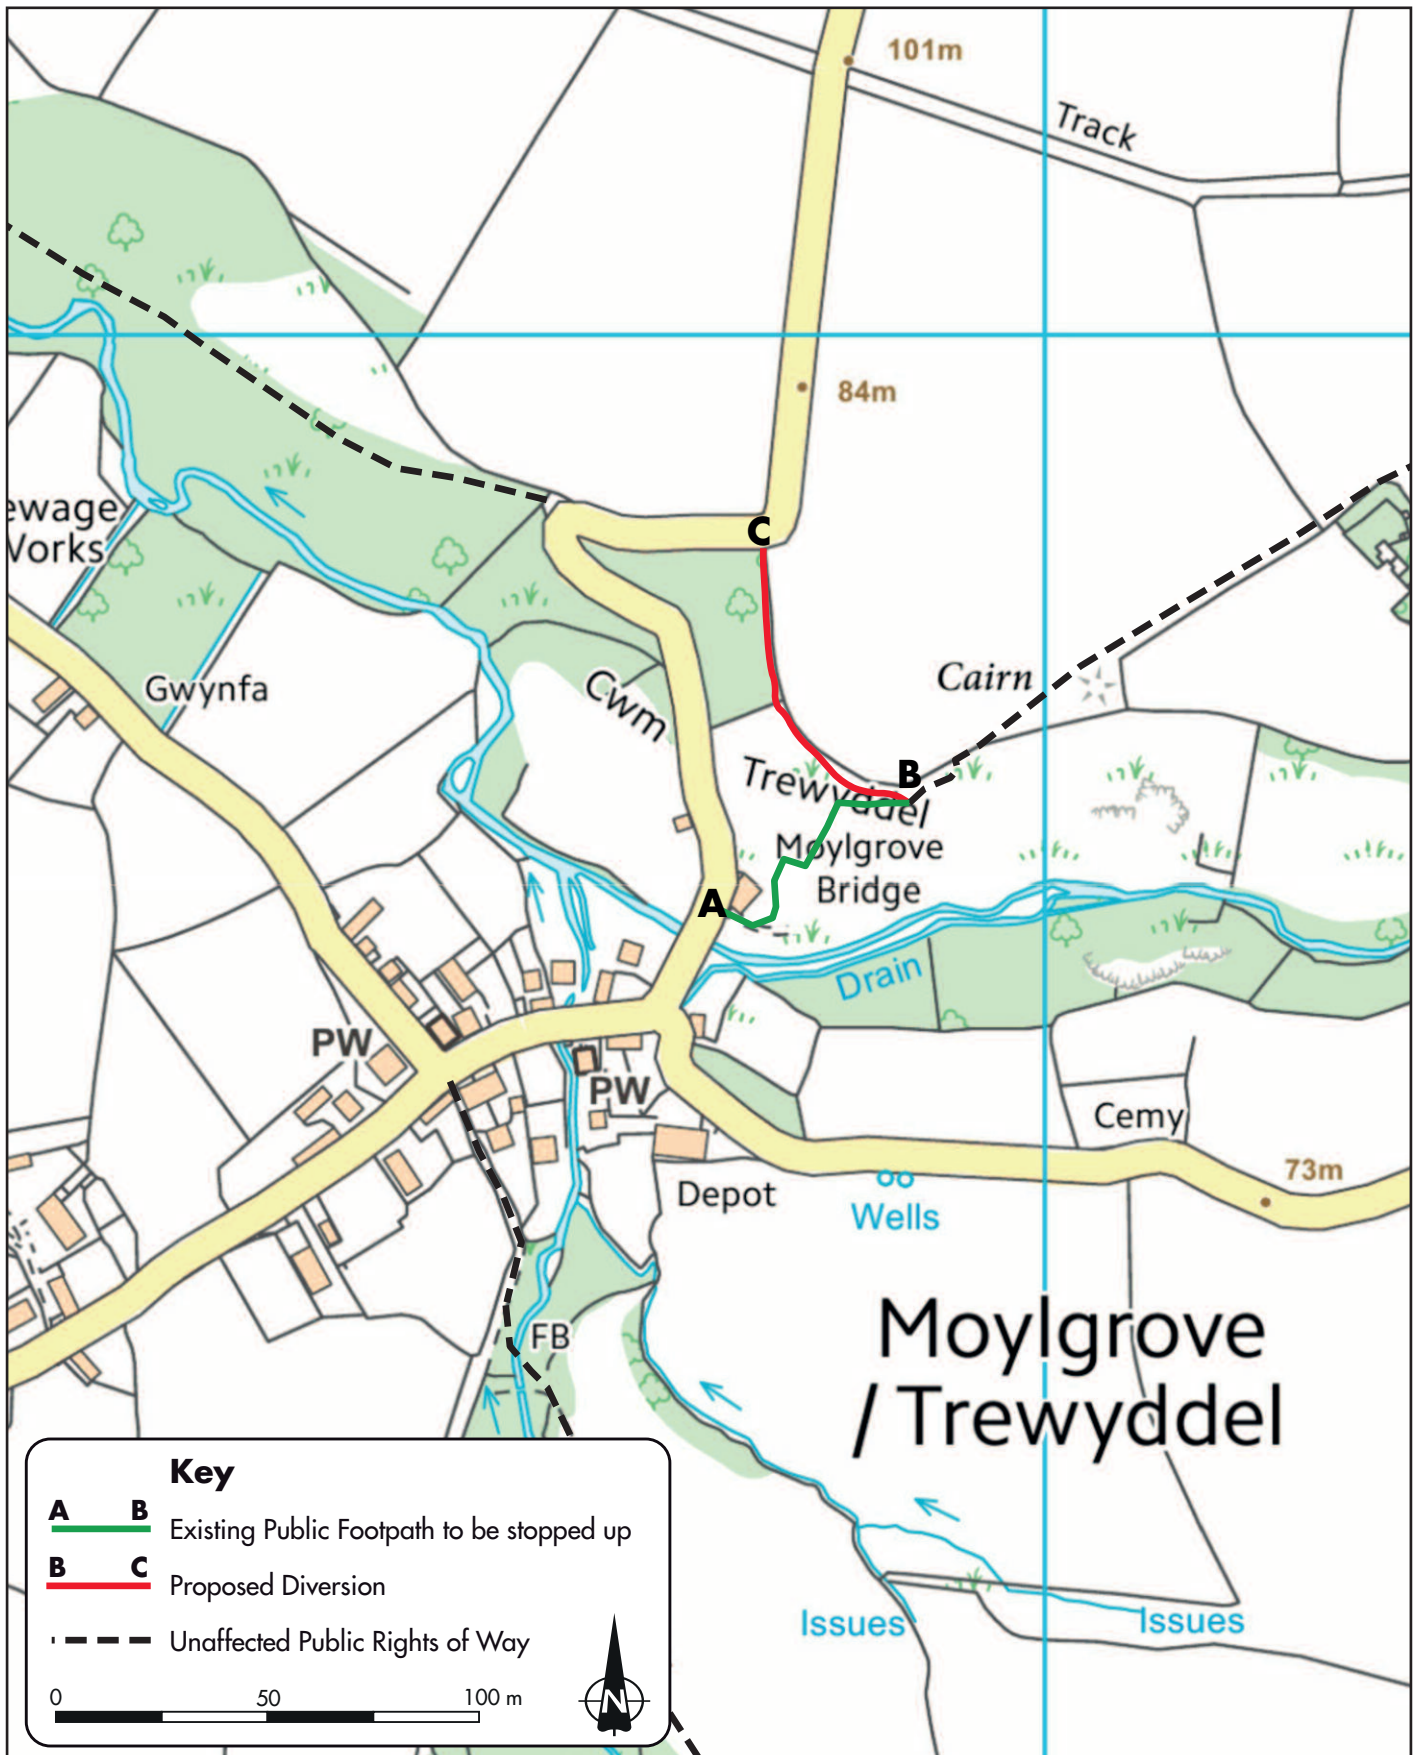 101m
Track
84m
C
ewage
Works
Gwynfa
Cwm
Cairn
B
Trewyddel
Moylgrove
Bridge
A
Drain
PW
PW
Cemy
Depot
Wells
73m
FB
Moylgrove
/ Trewyddel
Issues
Issues
Key
A B
Existing Public Footpath to be stopped up
B C
Proposed Diversion
Unaffected Public Rights of Way
0 50 100 m
N